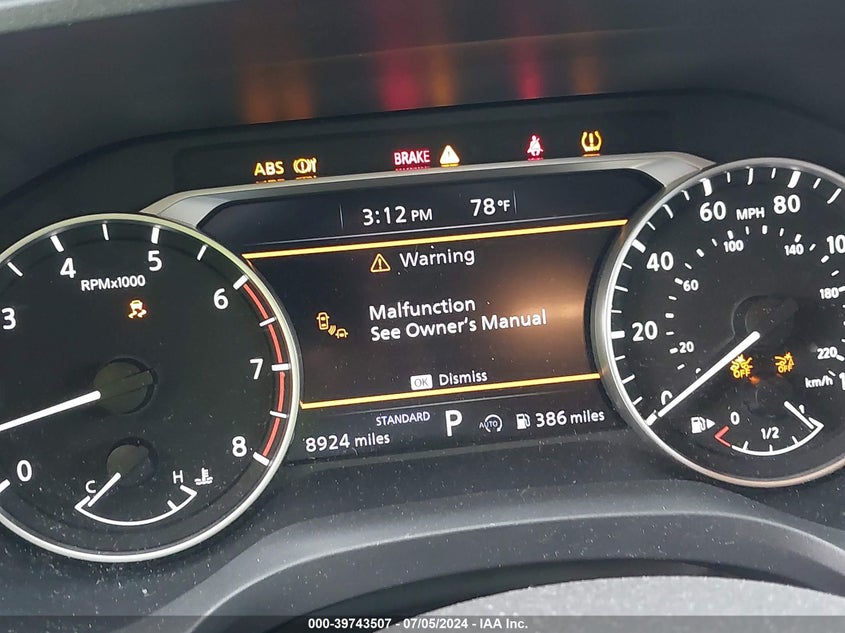 ABS BRAKE
3:12 PM 78°F
Warning
Malfunction
See Owner's Manual
OK Dismiss
STANDARD P AUTO 386 miles
8924 miles
3 4 5 6 7 8
RPMx1000
0
C H
0 20 40 60 MPH 80
20 60 100 140 180 220
km/h
OFF OFF
0 1/2
000-39743507 / 07/05/2024 - IAA Inc.